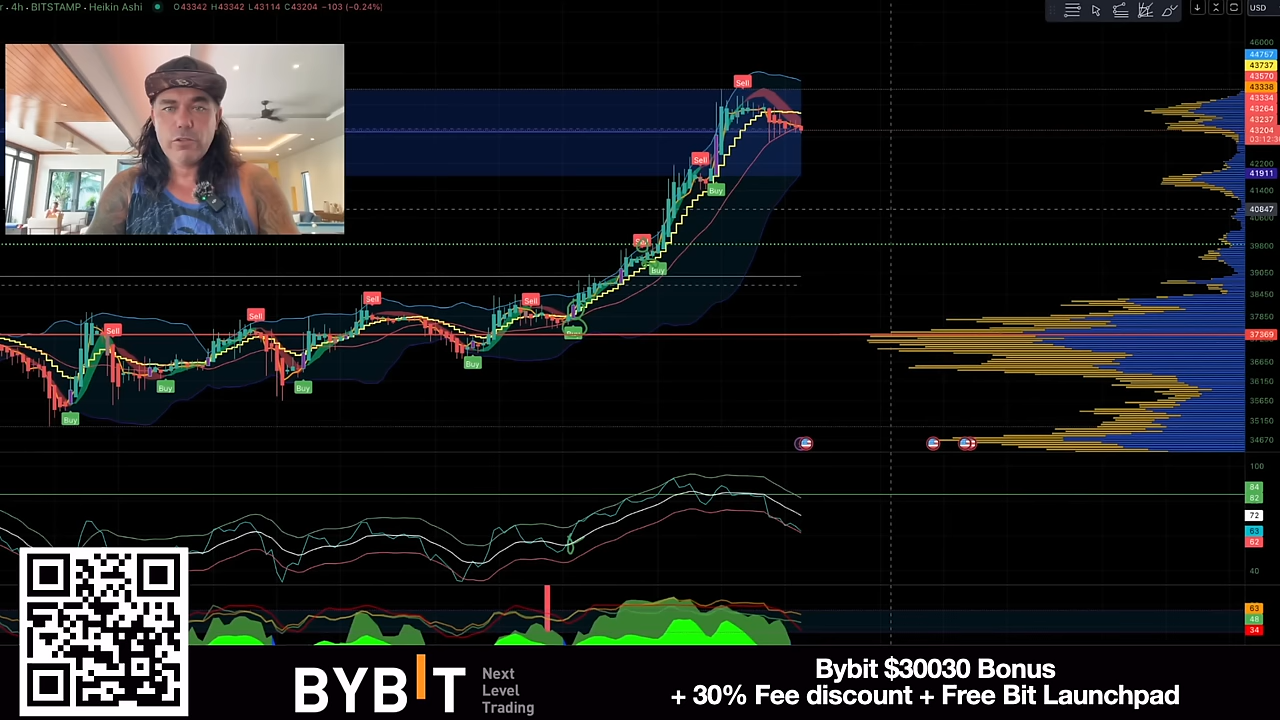 r · 4h · BITSTAMP · Heikin Ashi
O43342 H43342 L43114 C43204 −103 (−0.24%)
USD
46000
44757
43737
43570
43338
43334
43264
43237
43204
42200
41911
41400
40847
40600
39800
39050
38450
37850
37369
36650
36150
35650
35150
34670
Sell
Sell
Buy
Sell
Buy
Sell
Sell
Sell
Sell
Buy
Buy
Buy
Buy
Buy
100
84
82
72
63
62
40
63
48
34
BYBIT
Next
Level
Trading
Bybit $30030 Bonus
+ 30% Fee discount + Free Bit Launchpad